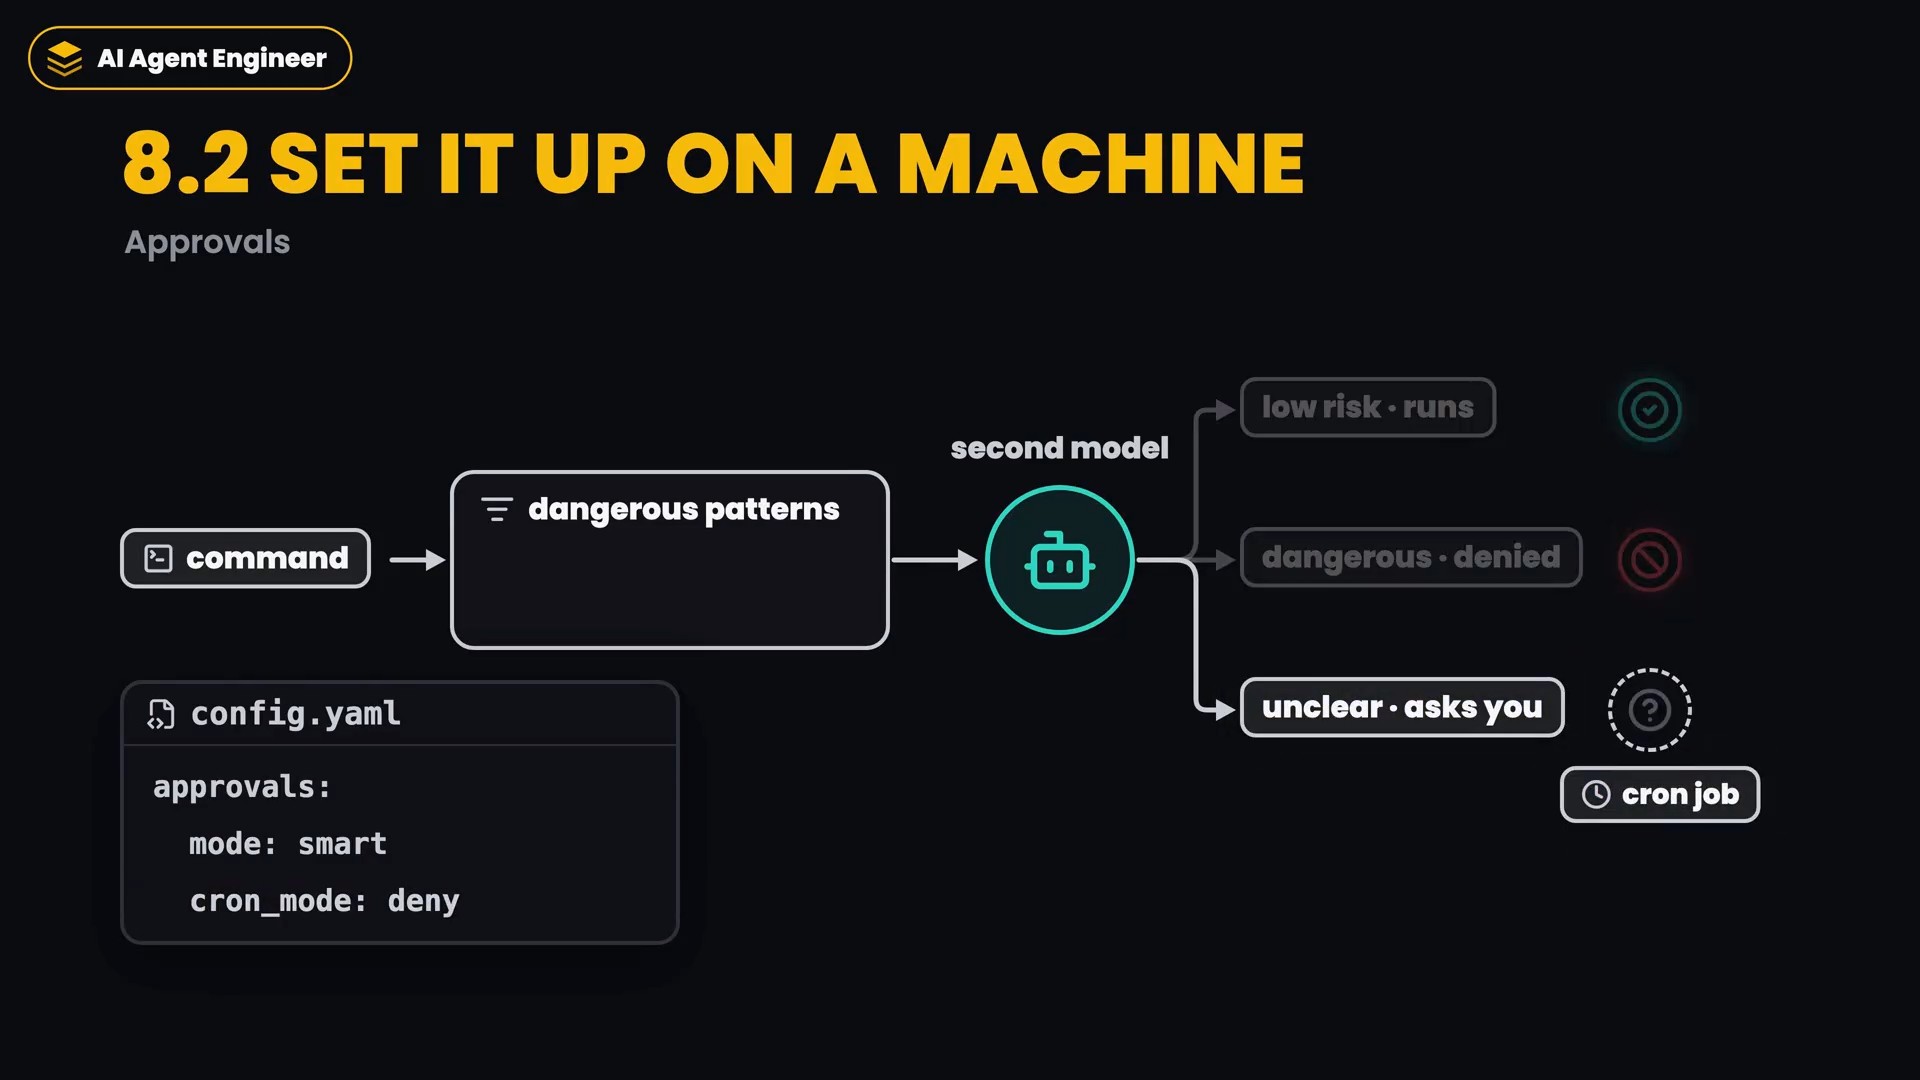 AI Agent Engineer
8.2 SET IT UP ON A MACHINE
Approvals
command
dangerous patterns
second model
low risk · runs
dangerous · denied
unclear · asks you
cron job
config.yaml
approvals:
mode: smart
cron_mode: deny